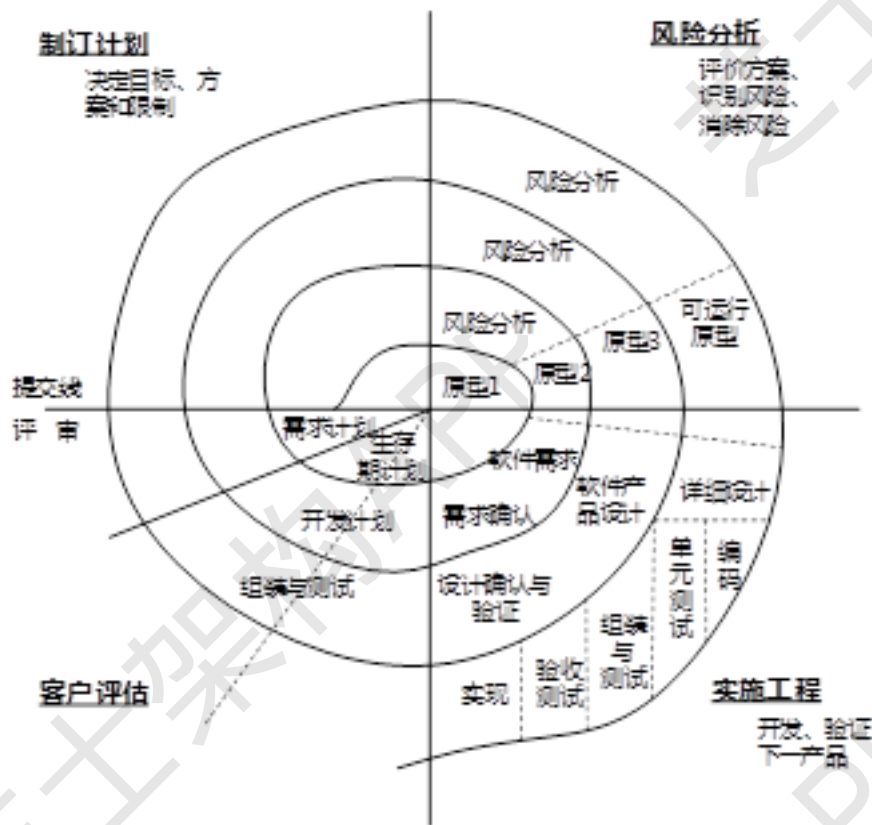 制订计划
决定目标、方
案和限制
风险分析
评价方案、
识别风险、
消除风险
风险分析
风险分析
风险分析
可运行
原型
原型3
原型2
原型1
提交线
评 审
需求计划
生存
期计划
软件需求
软件产
品设计
详细设计
开发计划
需求确认
单元测试
编码
组装与测试
设计确认与
验证
组装
与
测试
验收
测试
实现
客户评估
实施工程
开发、验证
下一产品
芝士架构APP